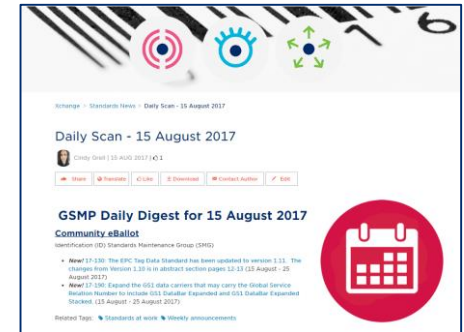 Xchange > Standards News > Daily Scan - 15 August 2017
Daily Scan - 15 August 2017
Cindy Grell | 15 AUG 2017 | 1
Share Translate Like Download Contact Author Edit
GSMP Daily Digest for 15 August 2017
Community eBallot
Identification (ID) Standards Maintenance Group (SMG)
New! 17-130: The EPC Tag Data Standard has been updated to version 1.11. The
changes from Version 1.10 is in abstract section pages 12-13 (15 August - 25
August 2017)
New! 17-190: Expand the GS1 data carriers that may carry the Global Service
Relation Number to include GS1 DataBar Expanded and GS1 DataBar Expanded
Stacked. (15 August - 25 August 2017)
Related Tags: Standards at work Weekly announcements